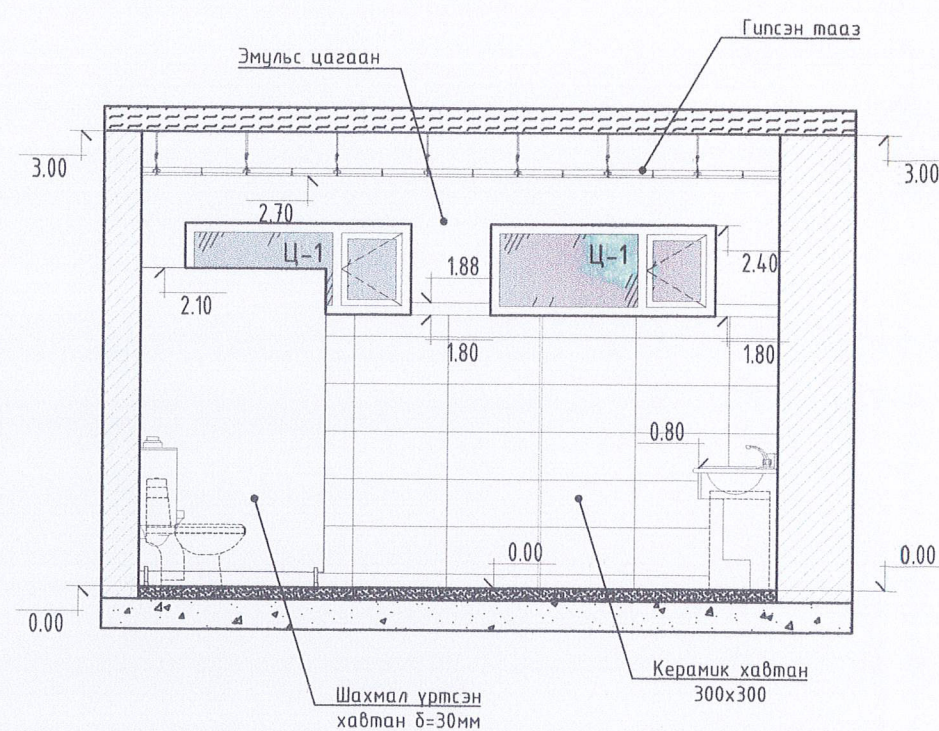 Гипсэн тааз
Эмульс цагаан
3.00
3.00
2.70
Ц-1
Ц-1
1.88
2.40
2.10
1.80
1.80
0.80
0.00
0.00
0.00
Керамик хавтан
300x300
Шахмал үртсэн
хавтан δ=30мм